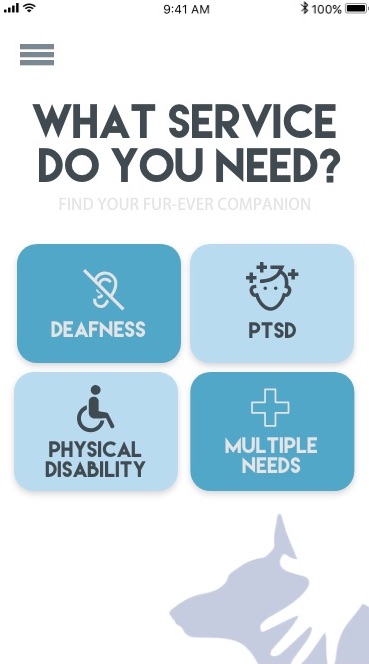 9:41 AM
100%
WHAT SERVICE
DO YOU NEED?
FIND YOUR FUR-EVER COMPANION
DEAFNESS
PTSD
PHYSICAL
DISABILITY
MULTIPLE
NEEDS